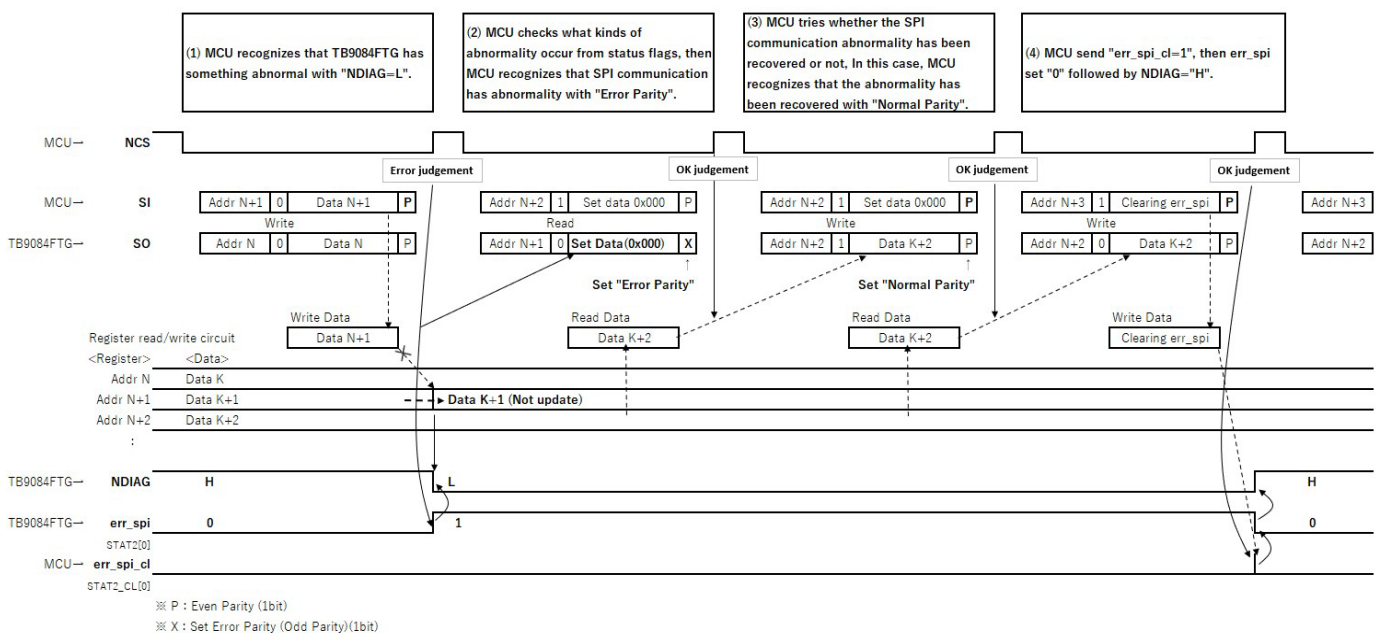 (1) MCU recognizes that TB9084FTG has
something abnormal with "NDIAG=L".
(2) MCU checks what kinds of
abnormality occur from status flags, then
MCU recognizes that SPI communication
has abnormality with "Error Parity".
(3) MCU tries whether the SPI
communication abnormality has been
recovered or not, In this case, MCU
recognizes that the abnormality has
been recovered with "Normal Parity".
(4) MCU send "err_spi_cl=1", then err_spi
set "0" followed by NDIAG="H".
MCU→ NCS
Error judgement
OK judgement
OK judgement
OK judgement
MCU→ SI Addr N+1 0 Data N+1 P Addr N+2 1 Set data 0x000 P Addr N+2 1 Set data 0x000 P Addr N+3 1 Clearing err_spi P Addr N+3
Write Read Write Write
TB9084FTG→ SO Addr N 0 Data N P Addr N+1 0 Set Data(0x000) X Addr N+2 1 Data K+2 P Addr N+2 0 Data K+2 P Addr N+2
↑ ↑
Set "Error Parity" Set "Normal Parity"
Write Data Read Data Read Data Write Data
Register read/write circuit Data N+1 Data K+2 Data K+2 Clearing err_spi
<Register> <Data>
Addr N Data K
Addr N+1 Data K+1 Data K+1 (Not update)
Addr N+2 Data K+2
:
TB9084FTG→ NDIAG H L H
TB9084FTG→ err_spi 0 1 0
STAT2[0]
MCU→ err_spi_cl
STAT2_CL[0]
※ P : Even Parity (1bit)
※ X : Set Error Parity (Odd Parity)(1bit)